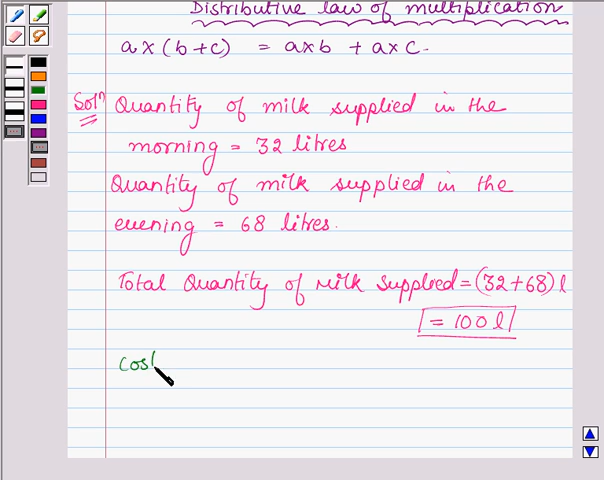 Distributive law of multiplication
a×(b+c) = a×b + a×c.
Solⁿ Quantity of milk supplied in the
morning = 32 litres
Quantity of milk supplied in the
evening = 68 litres.
Total Quantity of Milk Supplied = (32+68) l
= 100 l
cost